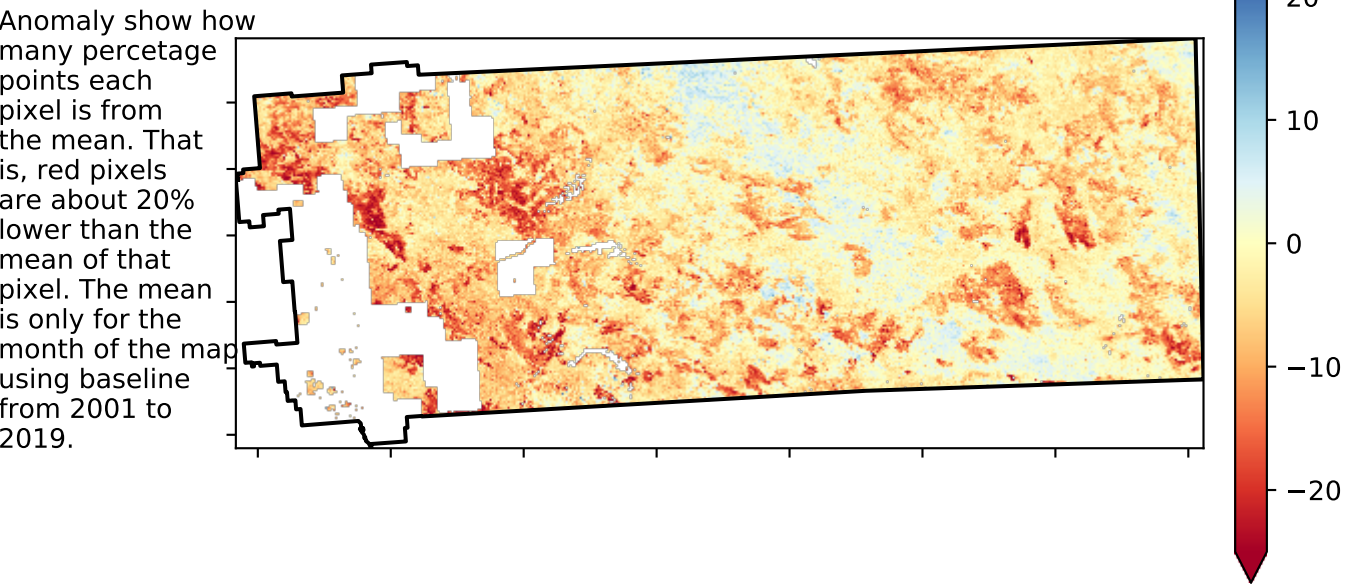 Anomaly show how
many percetage
points each
pixel is from
the mean. That
is, red pixels
are about 20%
lower than the
mean of that
pixel. The mean
is only for the
month of the map
using baseline
from 2001 to
2019.
20
10
0
−10
−20